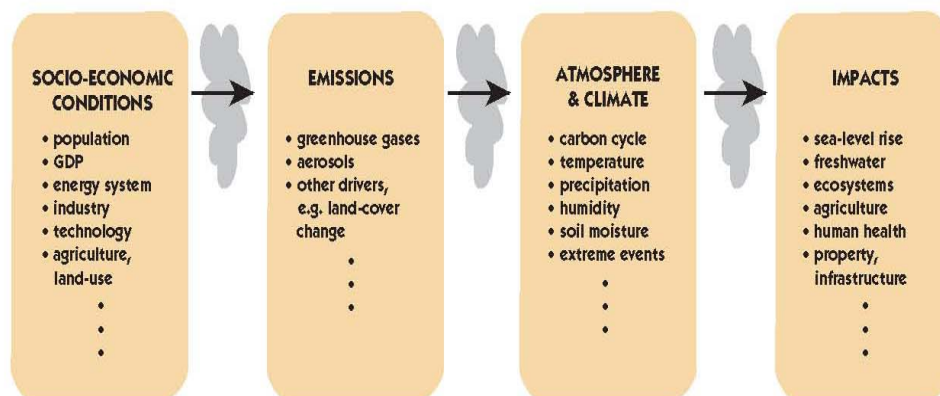 SOCIO-ECONOMIC
CONDITIONS
• population
• GDP
• energy system
• industry
• technology
• agriculture,
land-use
•
•
•
EMISSIONS
• greenhouse gases
• aerosols
• other drivers,
e.g. land-cover
change
•
•
•
ATMOSPHERE
& CLIMATE
• carbon cycle
• temperature
• precipitation
• humidity
• soil moisture
• extreme events
•
•
•
IMPACTS
• sea-level rise
• freshwater
• ecosystems
• agriculture
• human health
• property,
infrastructure
•
•
•